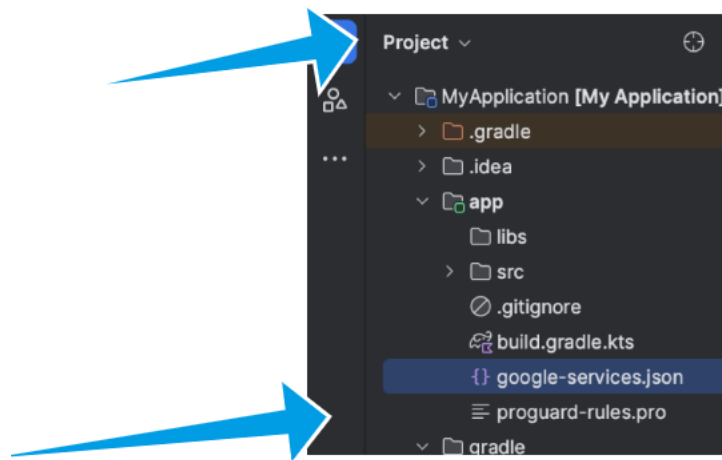 Project
MyApplication [My Application]
.gradle
.idea
app
libs
src
.gitignore
build.gradle.kts
google-services.json
proguard-rules.pro
gradle